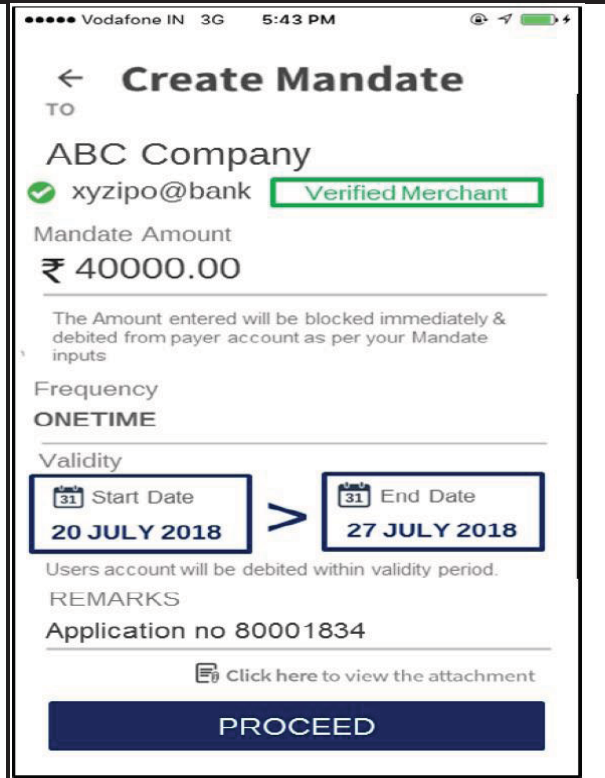 ●●●●● Vodafone IN 3G 5:43 PM
← Create Mandate
TO
ABC Company
xyzipo@bank Verified Merchant
Mandate Amount
₹ 40000.00
The Amount entered will be blocked immediately &
debited from payer account as per your Mandate
inputs
Frequency
ONETIME
Validity
31 Start Date > 31 End Date
20 JULY 2018 27 JULY 2018
Users account will be debited within validity period.
REMARKS
Application no 80001834
Click here to view the attachment
PROCEED